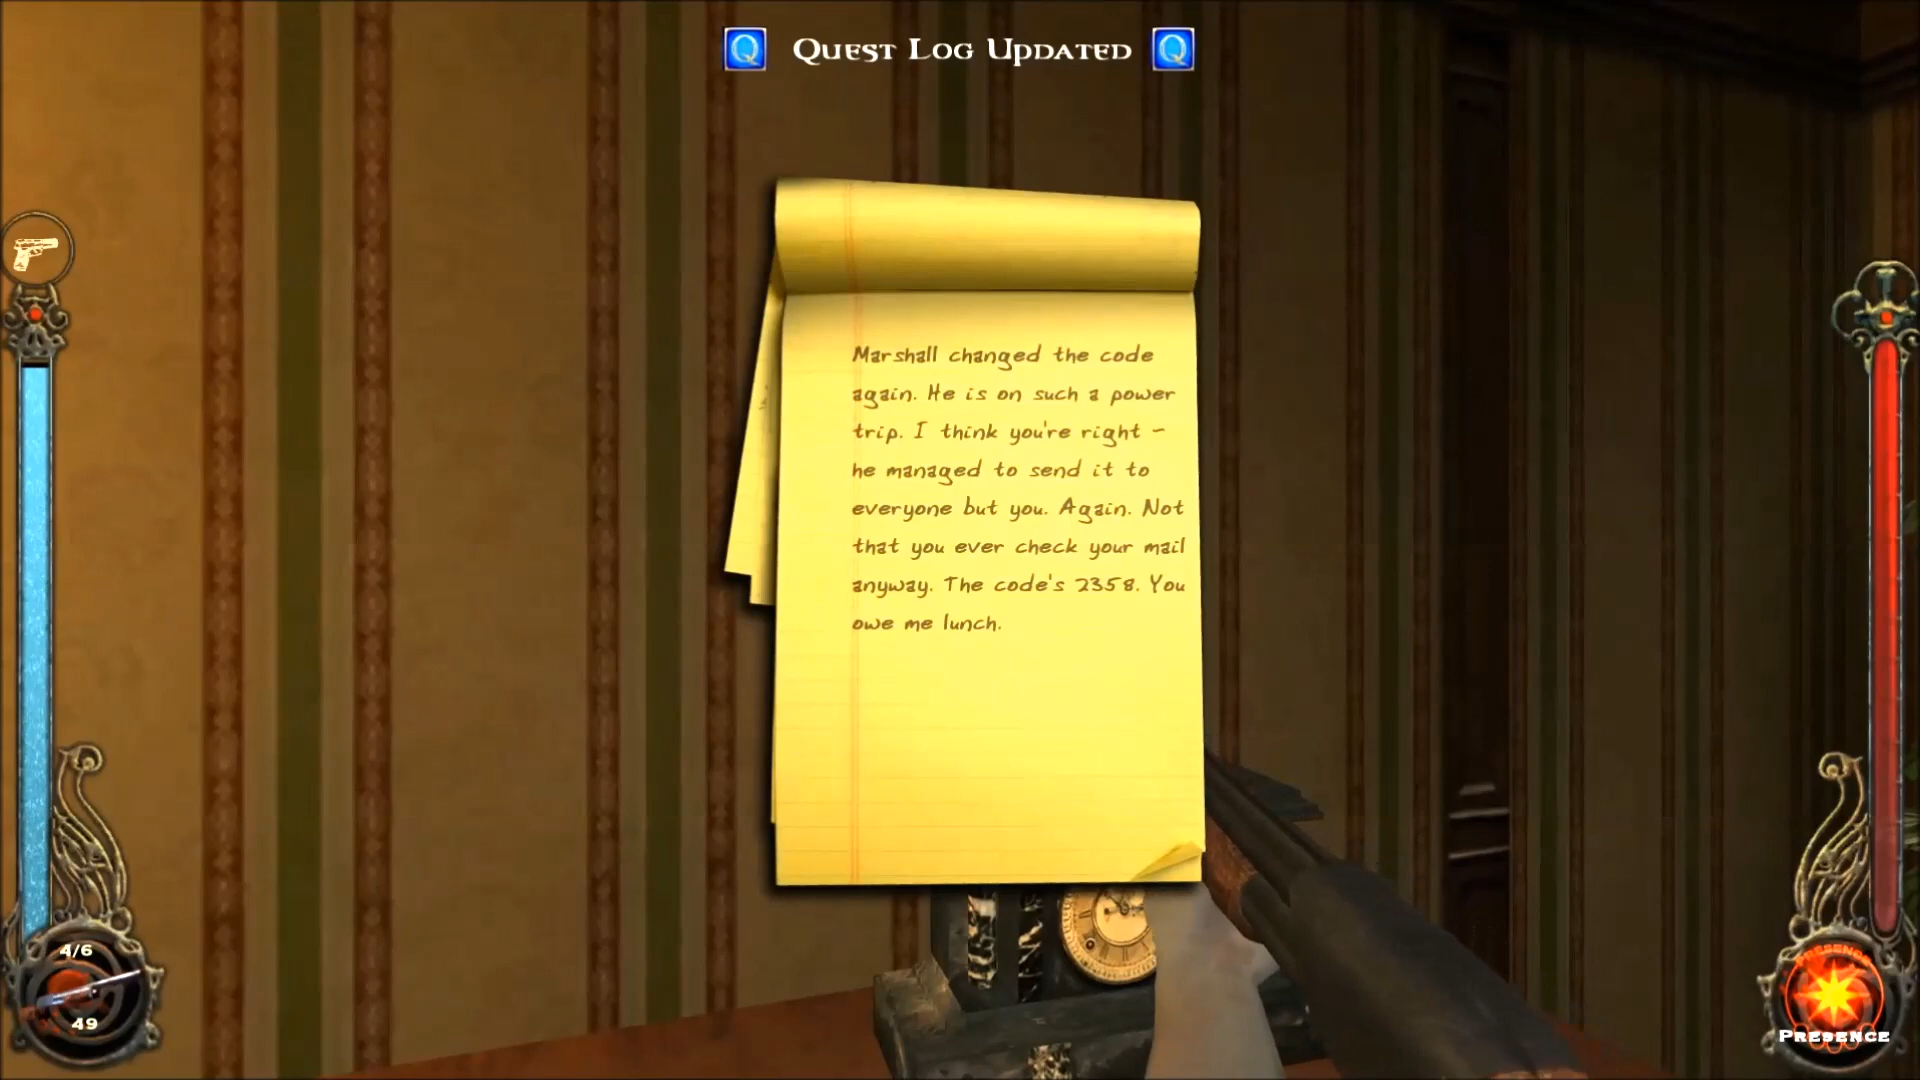 Quest Log Updated
Marshall changed the code
again. He is on such a power
trip. I think you're right -
he managed to send it to
everyone but you. Again. Not
that you ever check your mail
anyway. The code's 2358. You
owe me lunch.
4/6
49
Presence
Presence